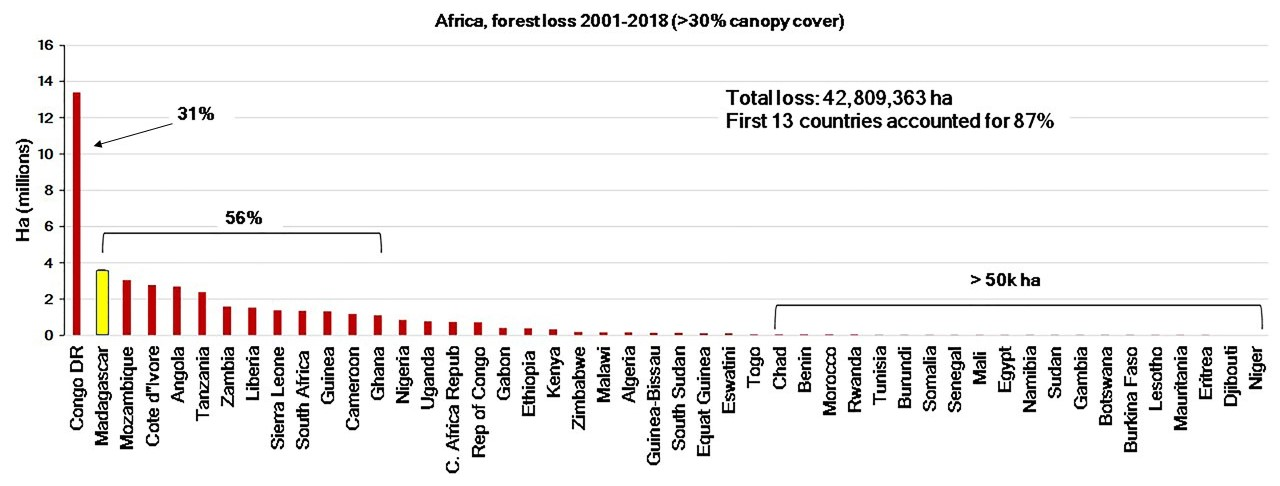 Africa, forest loss 2001-2018 (>30% canopy cover)
16
14
12
10
8
6
4
2
0
Ha (millions)
31%
Total loss: 42,809,363 ha
First 13 countries accounted for 87%
56%
> 50k ha
Congo DR
Madagascar
Mozambique
Cote d"Ivore
Angola
Tanzania
Zambia
Liberia
Sierra Leone
South Africa
Guinea
Cameroon
Ghana
Nigeria
Uganda
C. Africa Repub
Rep of Congo
Gabon
Ethiopia
Kenya
Zimbabwe
Malawi
Algeria
Guinea-Bissau
South Sudan
Equat Guinea
Eswatini
Togo
Chad
Benin
Morocco
Rwanda
Tunisia
Burundi
Somalia
Senegal
Mali
Egypt
Namibia
Sudan
Gambia
Botswana
Burkina Faso
Lesotho
Mauritania
Eritrea
Djibouti
Niger